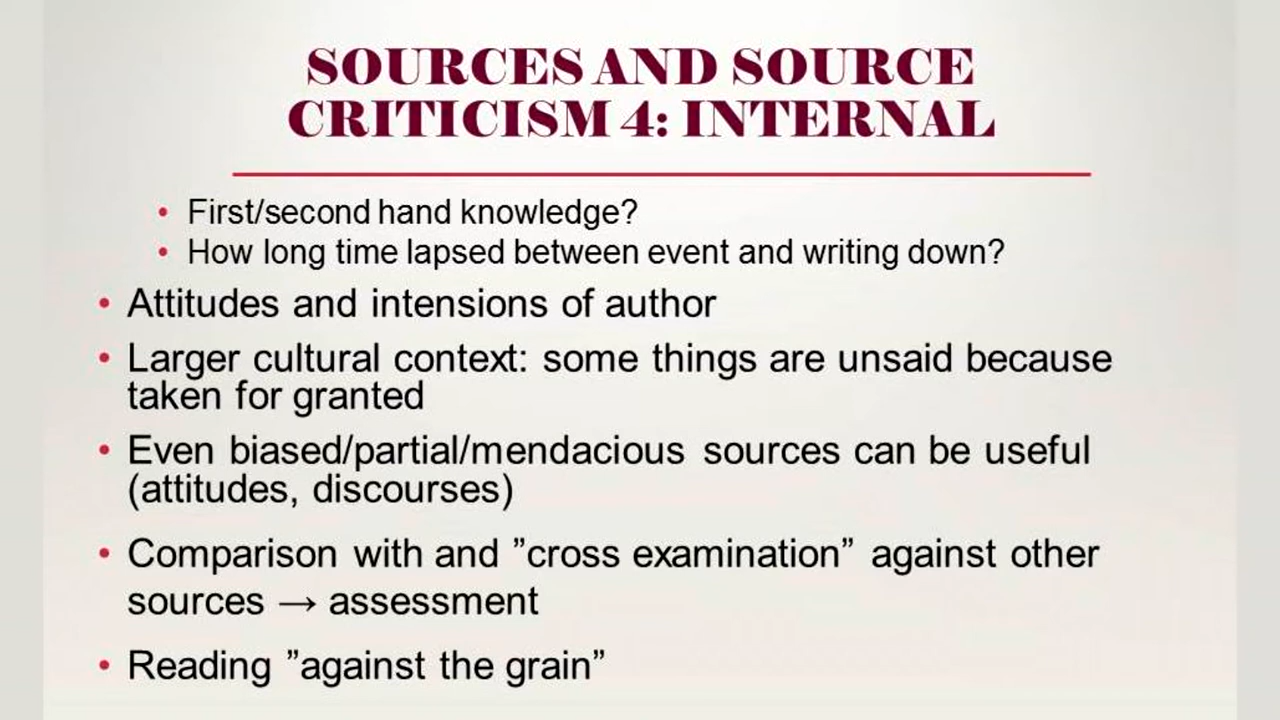 SOURCES AND SOURCE
CRITICISM 4: INTERNAL
• First/second hand knowledge?
• How long time lapsed between event and writing down?
• Attitudes and intensions of author
• Larger cultural context: some things are unsaid because
taken for granted
• Even biased/partial/mendacious sources can be useful
(attitudes, discourses)
• Comparison with and ”cross examination” against other
sources → assessment
• Reading ”against the grain”